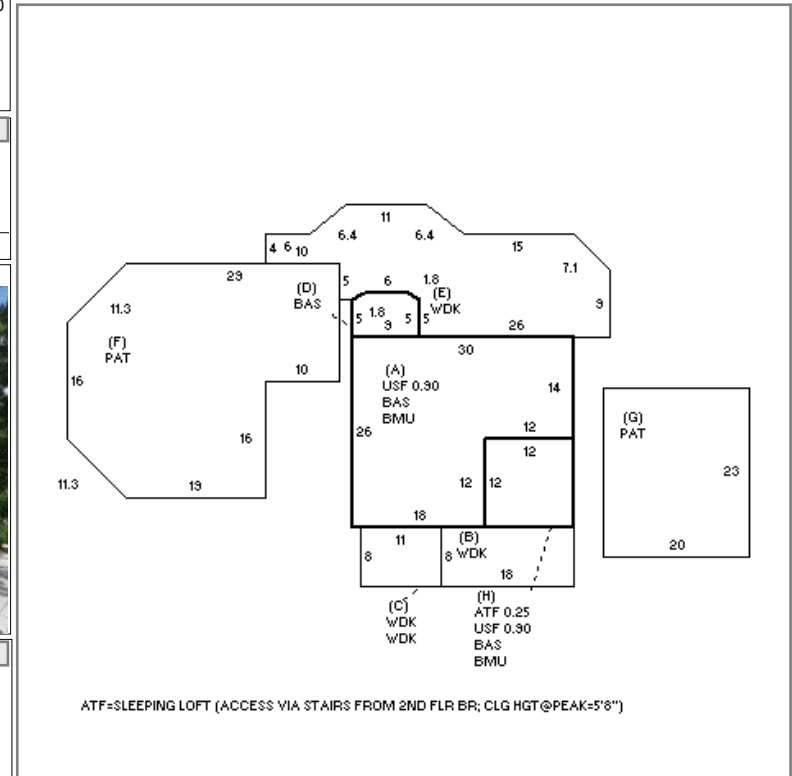 11
6.4 6.4
4 6 10 15
7.1
29 5 6 1.8
(D)
BAS
(E)
WDK
9
11.3
5 1.8 5 5
9
26
(F)
PAT
30
16
10
(A)
USF 0.90
BAS
BMU
14
26
12
12
(G)
PAT
16
23
11.3
19
12 12
18
20
11
8
8
(B)
WDK
18
(C)
WDK
WDK
(H)
ATF 0.25
USF 0.90
BAS
BMU
ATF=SLEEPING LOFT (ACCESS VIA STAIRS FROM 2ND FLR BR; CLG HGT@PEAK=5'8")